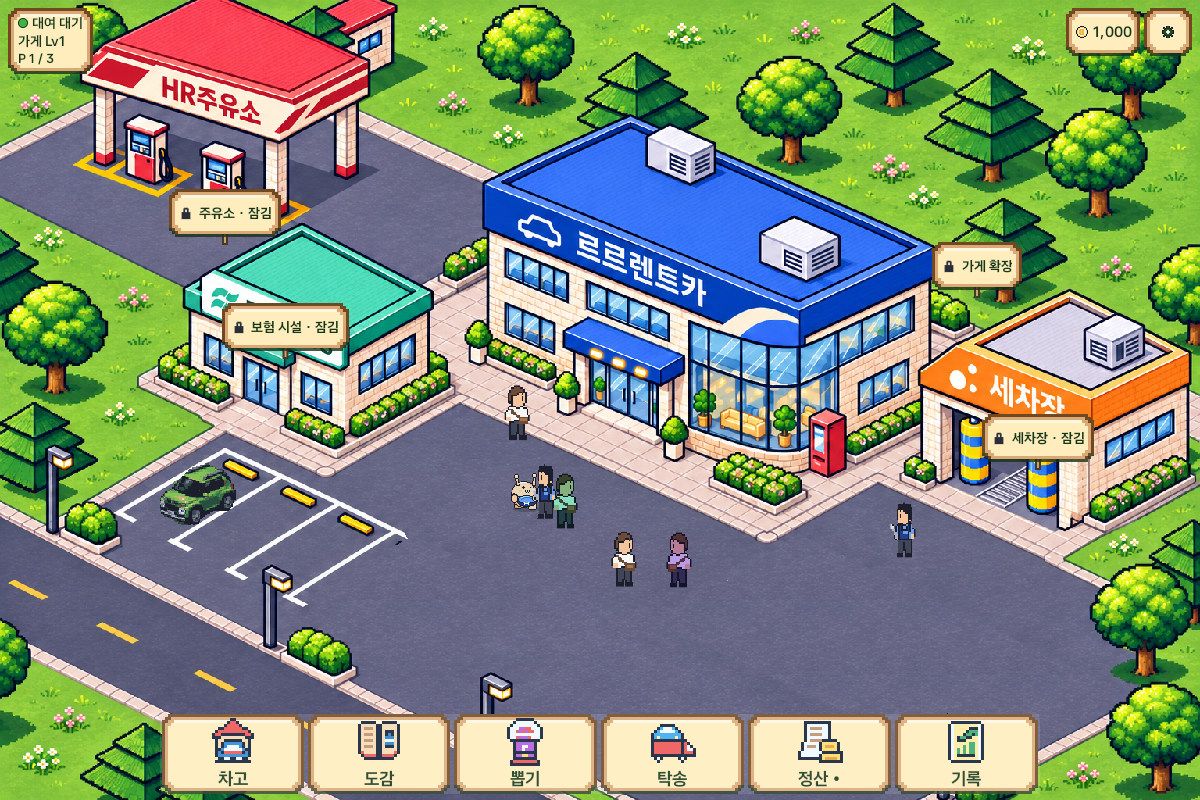 대여 대기
가게 Lv1
P 1 / 3
1,000
HR주유소
주유소 · 잠김
르르렌트카
가게 확장
보험 시설 · 잠김
세차장
세차장 · 잠김
차고
도감
뽑기
탁송
정산 •
기록